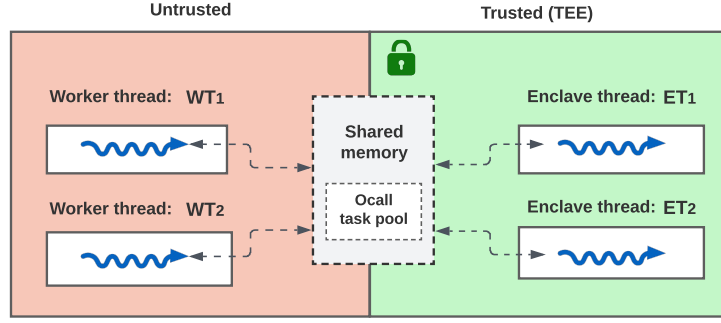 Untrusted
Trusted (TEE)
Worker thread: WT1
Enclave thread: ET1
Shared
memory
Ocall
task pool
Worker thread: WT2
Enclave thread: ET2